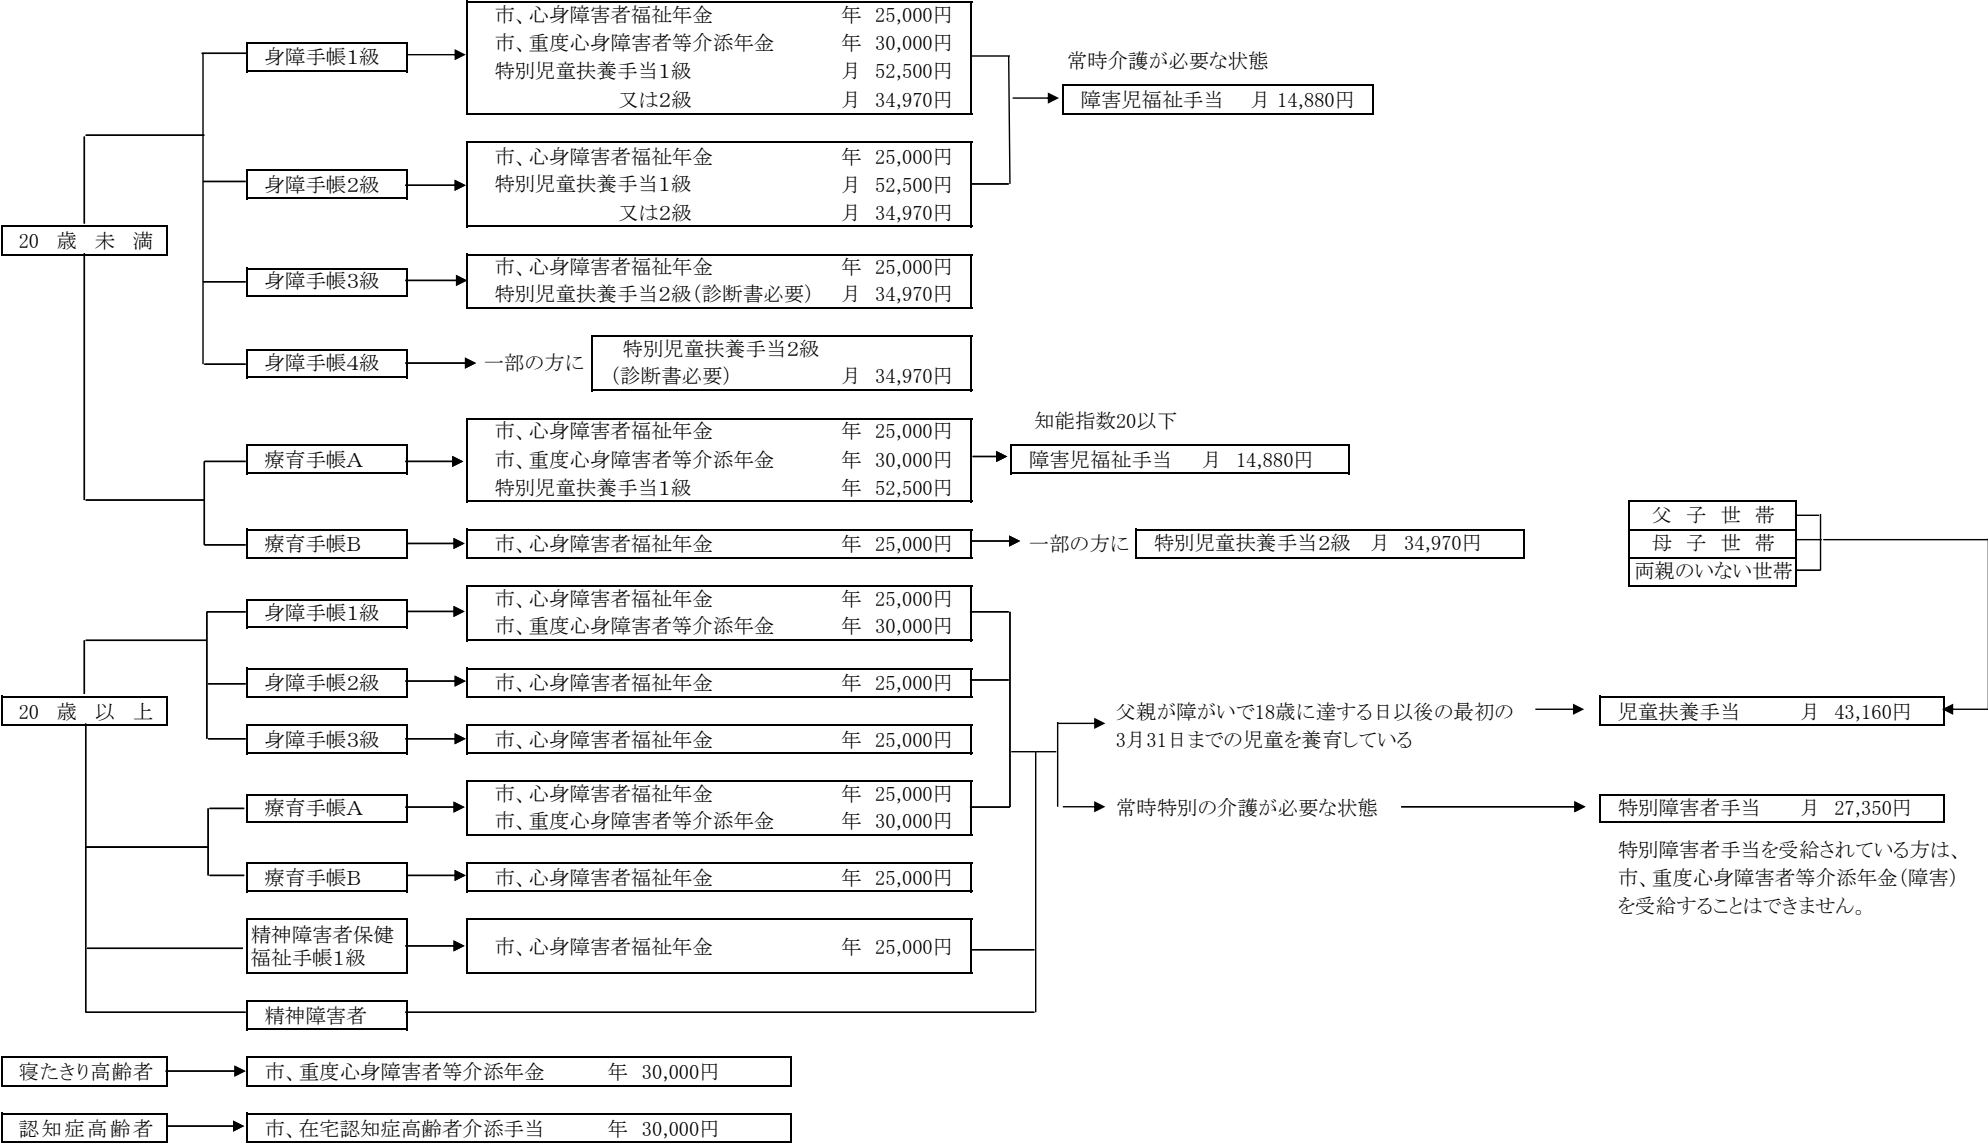 市、心身障害者福祉年金 年 25,000円
身障手帳1級 市、重度心身障害者等介添年金 年 30,000円
特別児童扶養手当1級 月 52,500円
又は2級 月 34,970円
常時介護が必要な状態
障害児福祉手当 月 14,880円
市、心身障害者福祉年金 年 25,000円
身障手帳2級 特別児童扶養手当1級 月 52,500円
又は2級 月 34,970円
20 歳 未 満
市、心身障害者福祉年金 年 25,000円
身障手帳3級
特別児童扶養手当2級(診断書必要) 月 34,970円
身障手帳4級 一部の方に 特別児童扶養手当2級
(診断書必要) 月 34,970円
市、心身障害者福祉年金 年 25,000円
療育手帳A 市、重度心身障害者等介添年金 年 30,000円
特別児童扶養手当1級 年 52,500円
知能指数20以下
障害児福祉手当 月 14,880円
療育手帳B 市、心身障害者福祉年金 年 25,000円 一部の方に 特別児童扶養手当2級 月 34,970円
父 子 世 帯
母 子 世 帯
両親のいない世帯
市、心身障害者福祉年金 年 25,000円
身障手帳1級
市、重度心身障害者等介添年金 年 30,000円
身障手帳2級 市、心身障害者福祉年金 年 25,000円
20 歳 以 上
身障手帳3級 市、心身障害者福祉年金 年 25,000円
父親が障がいで18歳に達する日以後の最初の
3月31日までの児童を養育している
児童扶養手当 月 43,160円
市、心身障害者福祉年金 年 25,000円
療育手帳A
市、重度心身障害者等介添年金 年 30,000円
常時特別の介護が必要な状態 特別障害者手当 月 27,350円
特別障害者手当を受給されている方は、
市、重度心身障害者等介添年金(障害)
を受給することはできません。
療育手帳B 市、心身障害者福祉年金 年 25,000円
精神障害者保健
福祉手帳1級
市、心身障害者福祉年金 年 25,000円
精神障害者
寝たきり高齢者 市、重度心身障害者等介添年金 年 30,000円
認知症高齢者 市、在宅認知症高齢者介添手当 年 30,000円